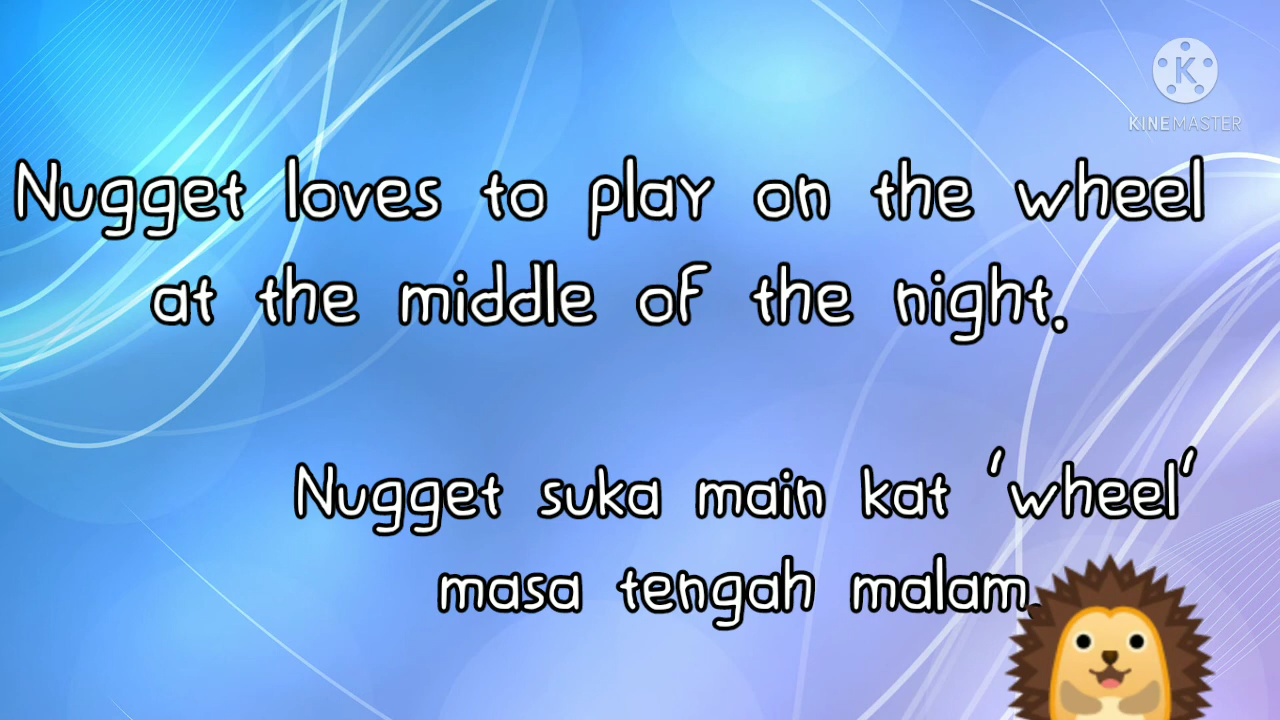 KINEMASTER
Nugget loves to play on the wheel
at the middle of the night.
Nugget suka main kat 'wheel'
masa tengah malam.